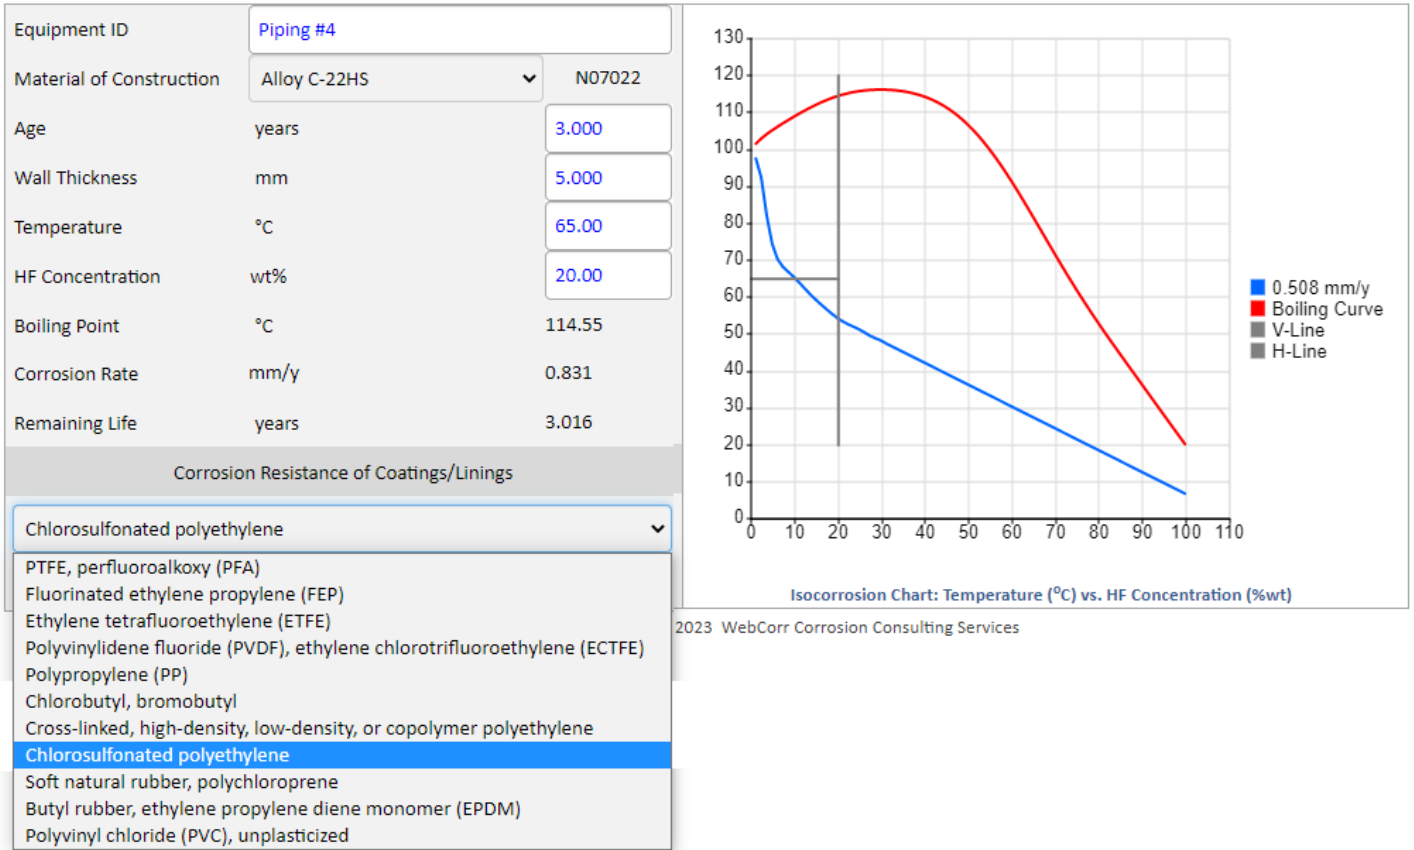 Equipment ID Piping #4
Material of Construction Alloy C-22HS N07022
Age years 3.000
Wall Thickness mm 5.000
Temperature °C 65.00
HF Concentration wt% 20.00
Boiling Point °C 114.55
Corrosion Rate mm/y 0.831
Remaining Life years 3.016
Corrosion Resistance of Coatings/Linings
Chlorosulfonated polyethylene
PTFE, perfluoroalkoxy (PFA)
Fluorinated ethylene propylene (FEP)
Ethylene tetrafluoroethylene (ETFE)
Polyvinylidene fluoride (PVDF), ethylene chlorotrifluoroethylene (ECTFE)
Polypropylene (PP)
Chlorobutyl, bromobutyl
Cross-linked, high-density, low-density, or copolymer polyethylene
Chlorosulfonated polyethylene
Soft natural rubber, polychloroprene
Butyl rubber, ethylene propylene diene monomer (EPDM)
Polyvinyl chloride (PVC), unplasticized
130
120
110
100
90
80
70
60
50
40
30
20
10
0
0 10 20 30 40 50 60 70 80 90 100 110
0.508 mm/y
Boiling Curve
V-Line
H-Line
Isocorrosion Chart: Temperature (⁰C) vs. HF Concentration (%wt)
2023 WebCorr Corrosion Consulting Services